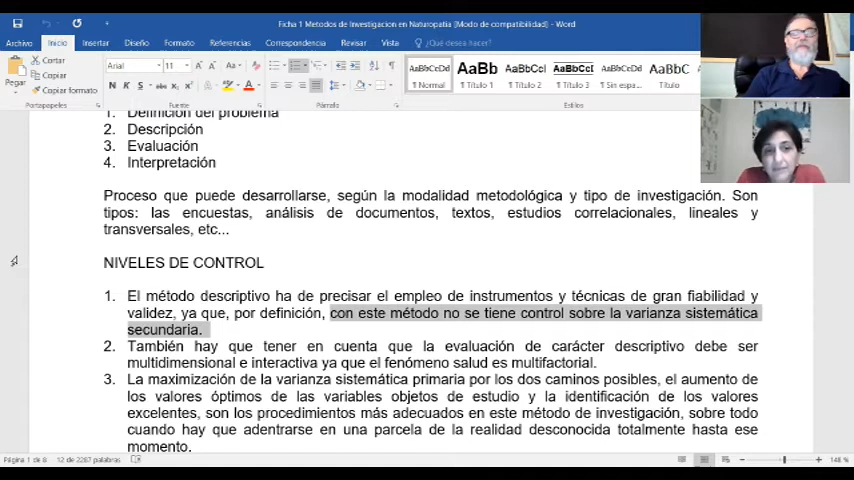 Ficha 1 Metodos de Investigacion en Naturopatia [Modo de compatibilidad] - Word
Archivo Inicio Insertar Diseño Formato Referencias Correspondencia Revisar Vista ¿Qué desea hacer?
Pegar
Cortar
Copiar
Copiar formato
Portapapeles
Arial
11
N K S abc x₂ x²
Fuente
Párrafo
AaBbCcDd AaBb AaBbCcI AaBbCcI AaBbCcDd AaBbC
¶ Normal ¶ Título 1 ¶ Título 2 ¶ Título 3 ¶ Sin espa... Título
Estilos
1. Definición del problema
2. Descripción
3. Evaluación
4. Interpretación
Proceso que puede desarrollarse, según la modalidad metodológica y tipo de investigación. Son
tipos: las encuestas, análisis de documentos, textos, estudios correlacionales, lineales y
transversales, etc...
NIVELES DE CONTROL
1. El método descriptivo ha de precisar el empleo de instrumentos y técnicas de gran fiabilidad y
validez, ya que, por definición, con este método no se tiene control sobre la varianza sistemática
secundaria.
2. También hay que tener en cuenta que la evaluación de carácter descriptivo debe ser
multidimensional e interactiva ya que el fenómeno salud es multifactorial.
3. La maximización de la varianza sistemática primaria por los dos caminos posibles, el aumento de
los valores óptimos de las variables objetos de estudio y la identificación de los valores
excelentes, son los procedimientos más adecuados en este método de investigación, sobre todo
cuando hay que adentrarse en una parcela de la realidad desconocida totalmente hasta ese
momento.
Página 1 de 8 12 de 2287 palabras 148 %